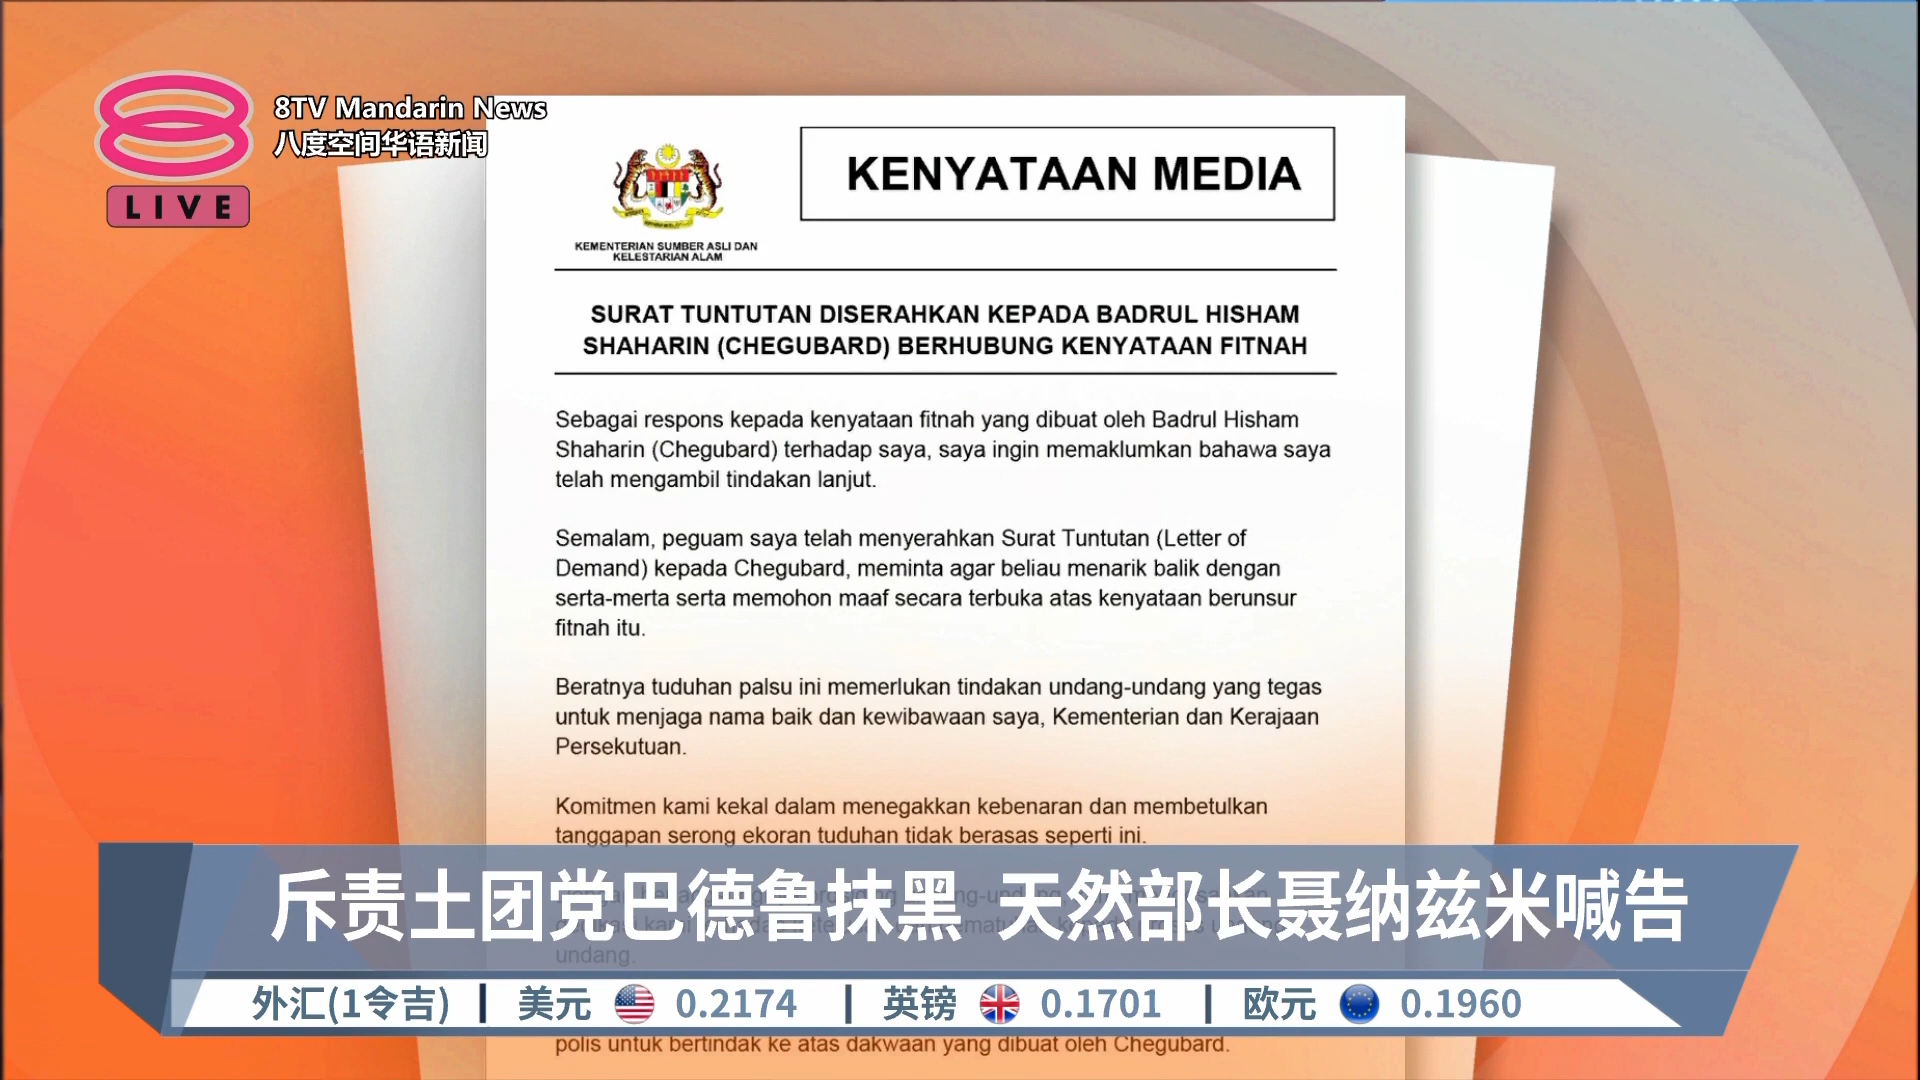 8TV Mandarin News
八度空间华语新闻
LIVE
KENYATAAN MEDIA
KEMENTERIAN SUMBER ASLI DAN
KELESTARIAN ALAM
SURAT TUNTUTAN DISERAHKAN KEPADA BADRUL HISHAM
SHAHARIN (CHEGUBARD) BERHUBUNG KENYATAAN FITNAH
Sebagai respons kepada kenyataan fitnah yang dibuat oleh Badrul Hisham
Shaharin (Chegubard) terhadap saya, saya ingin memaklumkan bahawa saya
telah mengambil tindakan lanjut.
Semalam, peguam saya telah menyerahkan Surat Tuntutan (Letter of
Demand) kepada Chegubard, meminta agar beliau menarik balik dengan
serta-merta serta memohon maaf secara terbuka atas kenyataan berunsur
fitnah itu.
Beratnya tuduhan palsu ini memerlukan tindakan undang-undang yang tegas
untuk menjaga nama baik dan kewibawaan saya, Kementerian dan Kerajaan
Persekutuan.
Komitmen kami kekal dalam menegakkan kebenaran dan membetulkan
tanggapan serong ekoran tuduhan tidak berasas seperti ini.
斥责土团党巴德鲁抹黑 天然部长聂纳兹米喊告
undang.
外汇(1令吉) | 美元 0.2174 | 英镑 0.1701 | 欧元 0.1960
polis untuk bertindak ke atas dakwaan yang dibuat oleh Chegubard.